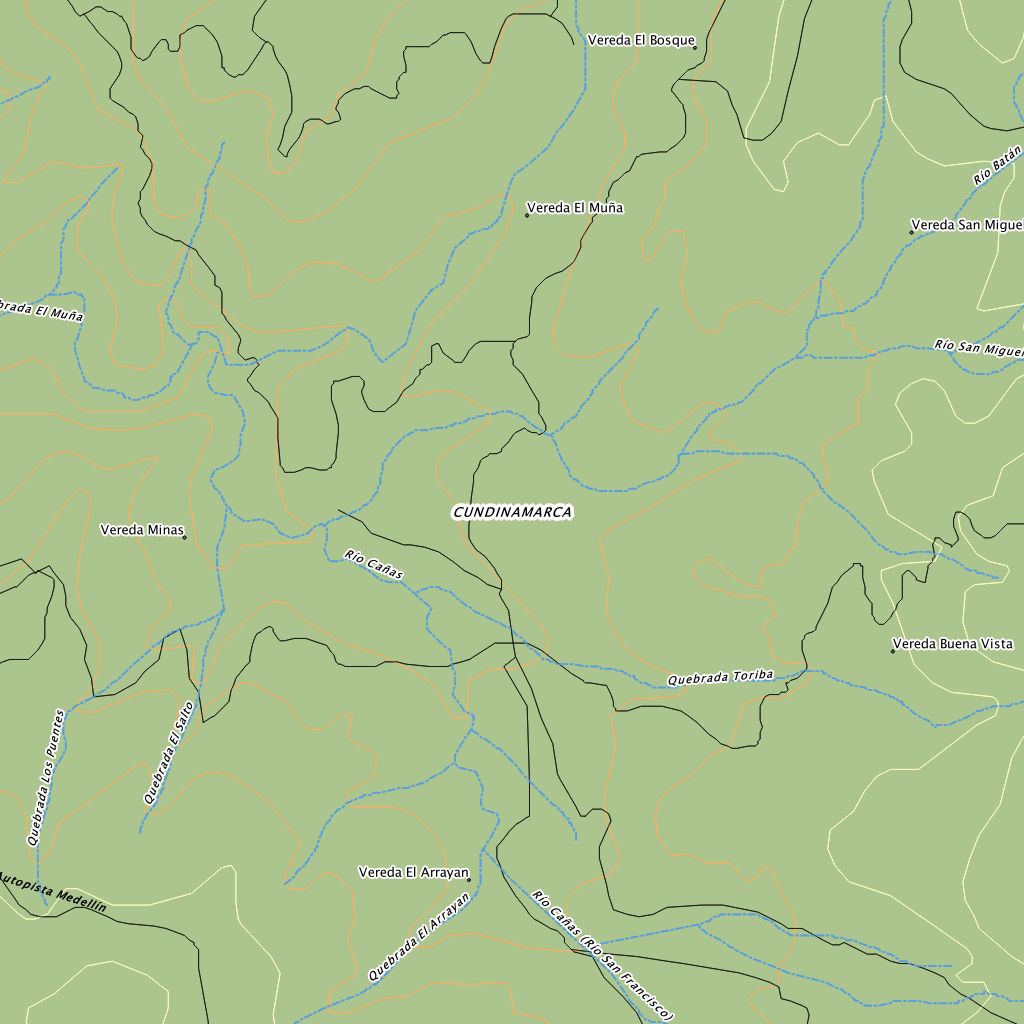 Vereda El Bosque
Río Batán
Vereda El Muña
Vereda San Miguel
brada El Muña
Río San Miguel
CUNDINAMARCA
Vereda Minas
Río Cañas
Vereda Buena Vista
Quebrada Toriba
Quebrada Los Puentes
Quebrada El Salto
Vereda El Arrayan
Autopista Medellín
Quebrada El Arrayan
Río Cañas (Río San Francisco)